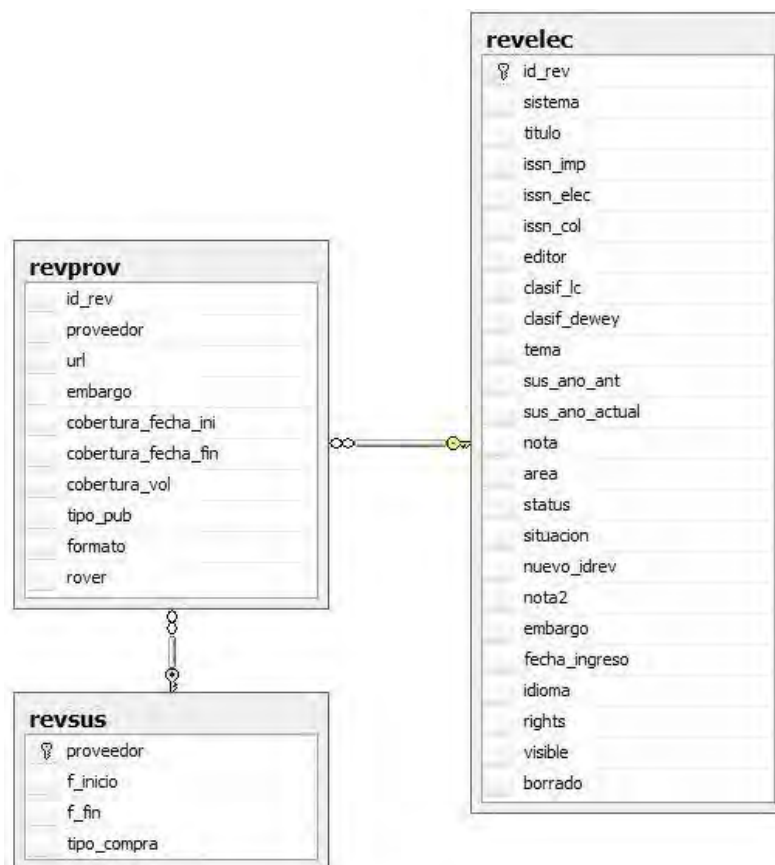 revelec
id_rev
sistema
titulo
issn_imp
issn_elec
issn_col
editor
clasif_lc
clasif_dewey
tema
sus_ano_ant
sus_ano_actual
nota
area
status
situacion
nuevo_idrev
nota2
embargo
fecha_ingreso
idioma
rights
visible
borrado
revprov
id_rev
proveedor
url
embargo
cobertura_fecha_ini
cobertura_fecha_fin
cobertura_vol
tipo_pub
formato
rover
revsus
proveedor
f_inicio
f_fin
tipo_compra